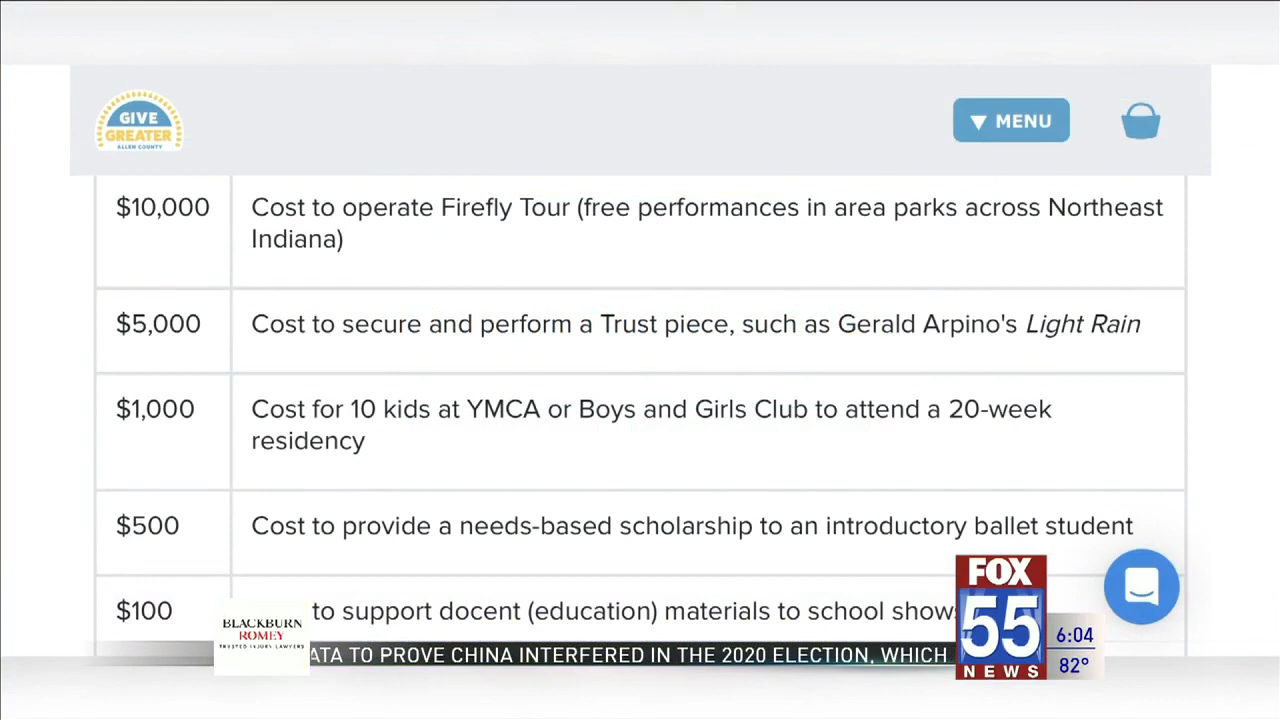 GIVE
GREATER
ALLEN COUNTY
▼ MENU
$10,000
Cost to operate Firefly Tour (free performances in area parks across Northeast
Indiana)
$5,000
Cost to secure and perform a Trust piece, such as Gerald Arpino's Light Rain
$1,000
Cost for 10 kids at YMCA or Boys and Girls Club to attend a 20-week
residency
$500
Cost to provide a needs-based scholarship to an introductory ballet student
$100
to support docent (education) materials to school shows
BLACKBURN
ROMEY
TRUSTED INJURY LAWYERS
ATA TO PROVE CHINA INTERFERED IN THE 2020 ELECTION, WHICH
FOX
55
NEWS
6:04
82°